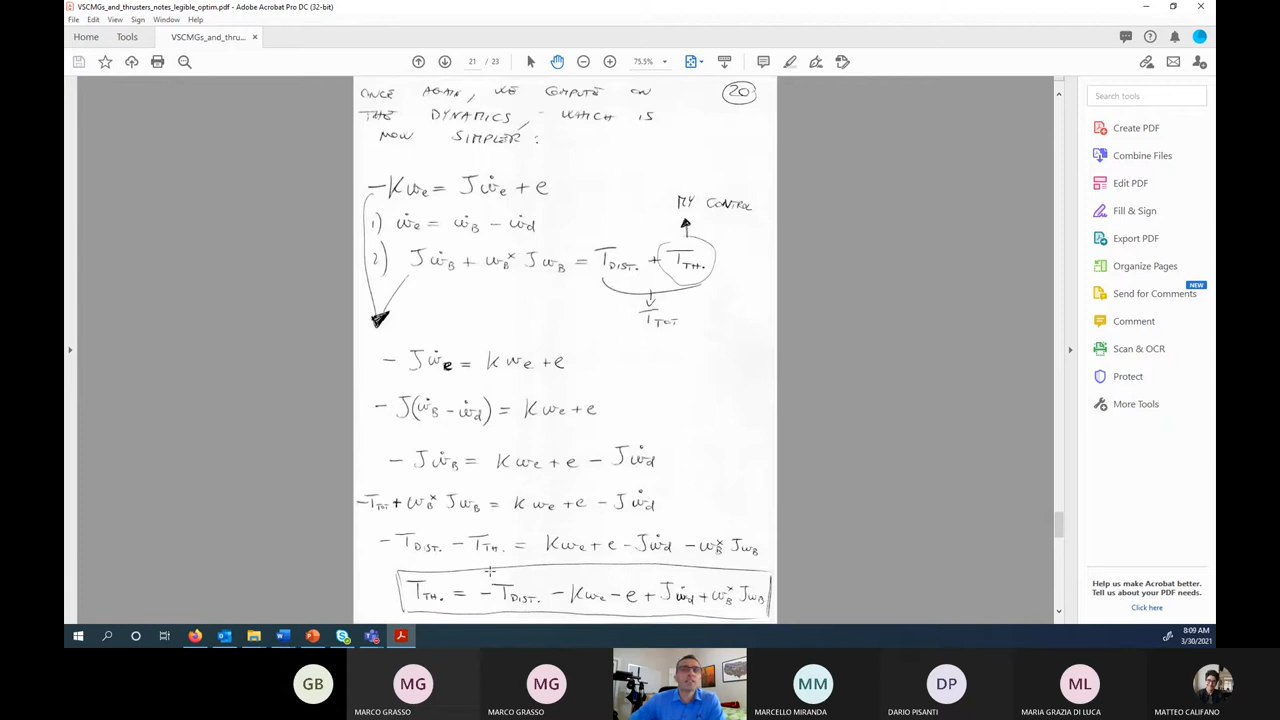 VSCMGs_and_thrusters_notes_legible_optim.pdf - Adobe Acrobat Pro DC (32-bit)
File Edit View Sign Window Help
Home Tools VSCMGs_and_thru... ×
21 / 23 75.5%
Search tools
Create PDF
Combine Files
Edit PDF
Fill & Sign
Export PDF
Organize Pages
Send for Comments NEW
Comment
Scan & OCR
Protect
More Tools
Help us make Acrobat better.
Tell us about your PDF needs.
Click here
ONCE AGAIN, WE COMPUTE ON 20
THE DYNAMICS, WHICH IS
NOW SIMPLER:
-Kωe = Jω̇e + e
MY CONTROL
1) ω̇e = ω̇B - ω̇d
2) Jω̇B + ωB× JωB = TDIST. + TTH.
TTOT
- Jω̇e = Kωe + e
- J(ω̇B - ω̇d) = Kωe + e
- Jω̇B = Kωe + e - Jω̇d
-TTOT + ωB× JωB = Kωe + e - Jω̇d
- TDIST. - TTH. = Kωe + e - Jω̇d - ωB× JωB
TTH. = -TDIST. - Kωe - e + Jω̇d + ωB× JωB
8:09 AM
3/30/2021
GB MG MG MM DP ML
MARCO GRASSO MARCO GRASSO MARCELLO MIRANDA DARIO PISANTI MARIA GRAZIA DI LUCA MATTEO CALIFANO